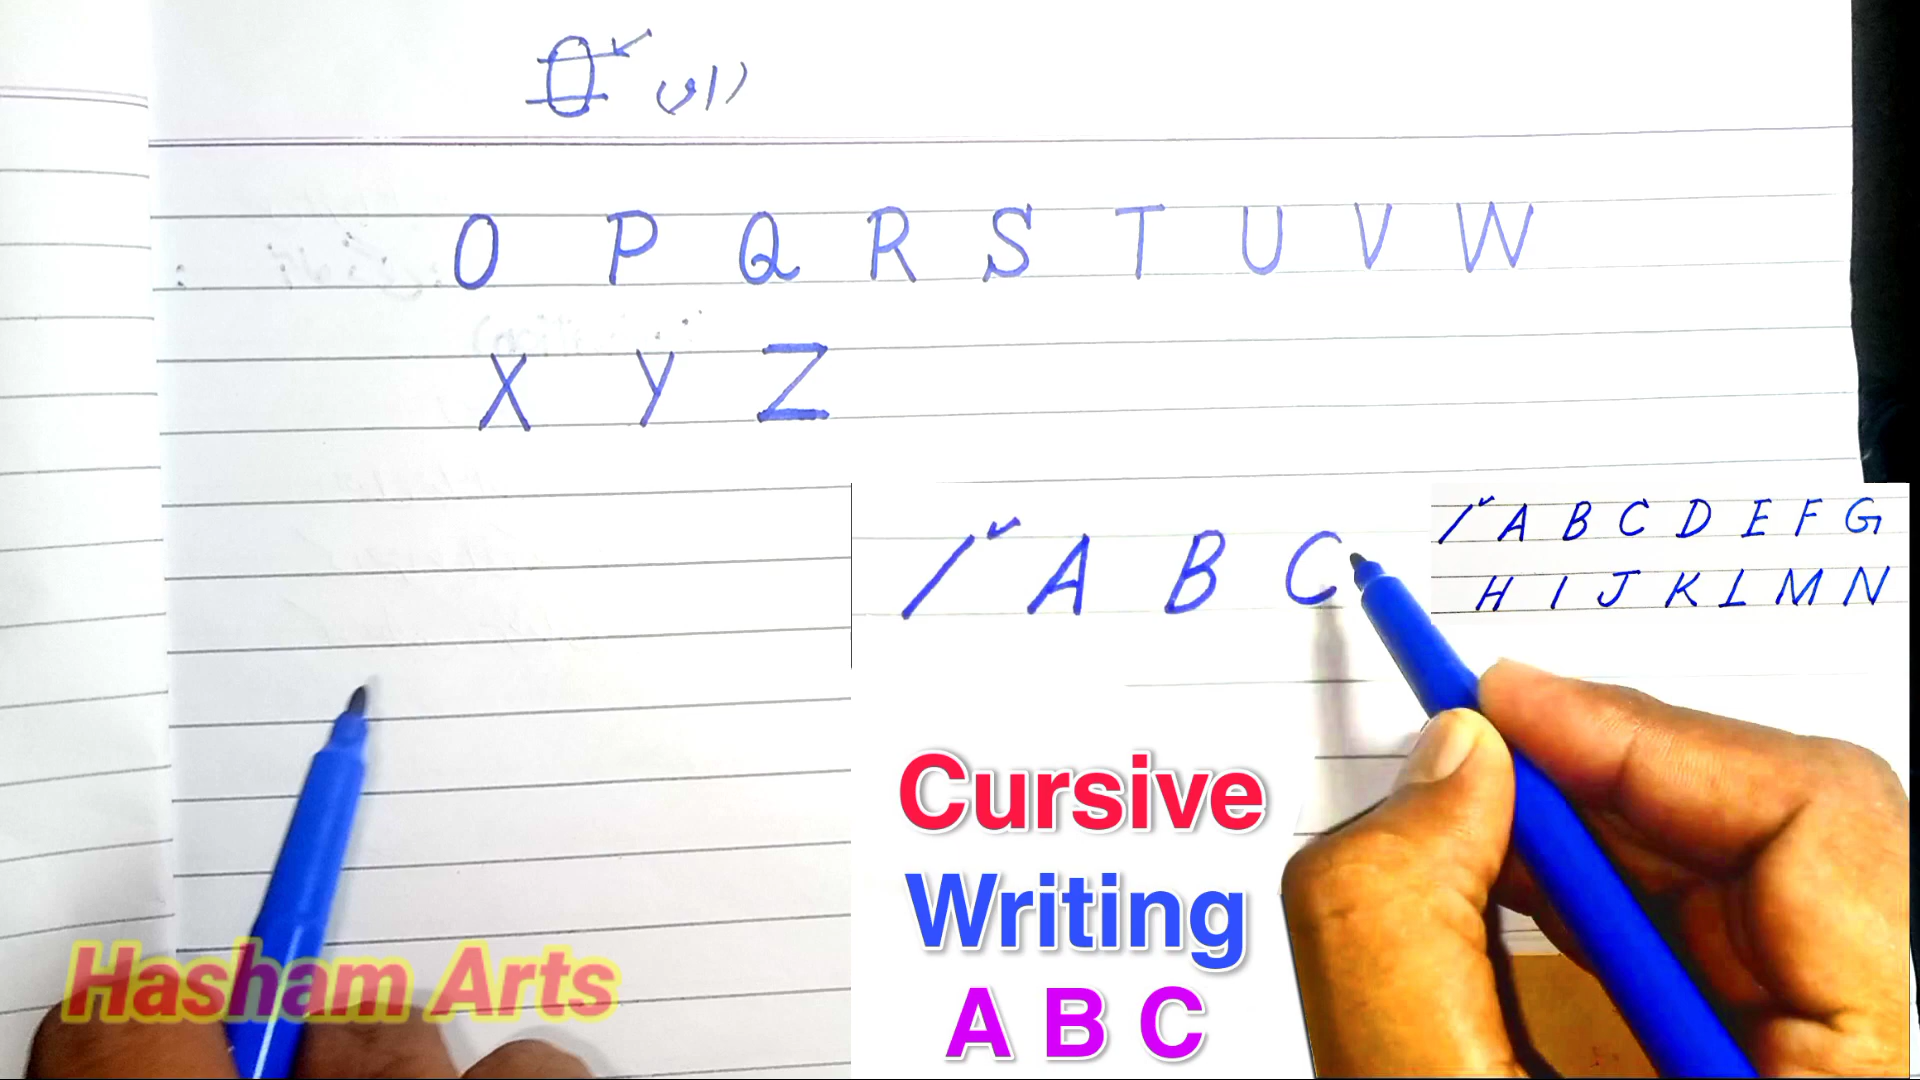 O P Q R S T U V W
X Y Z
A B C
A B C D E F G
H I J K L M N
Cursive
Writing
A B C
Hasham Arts